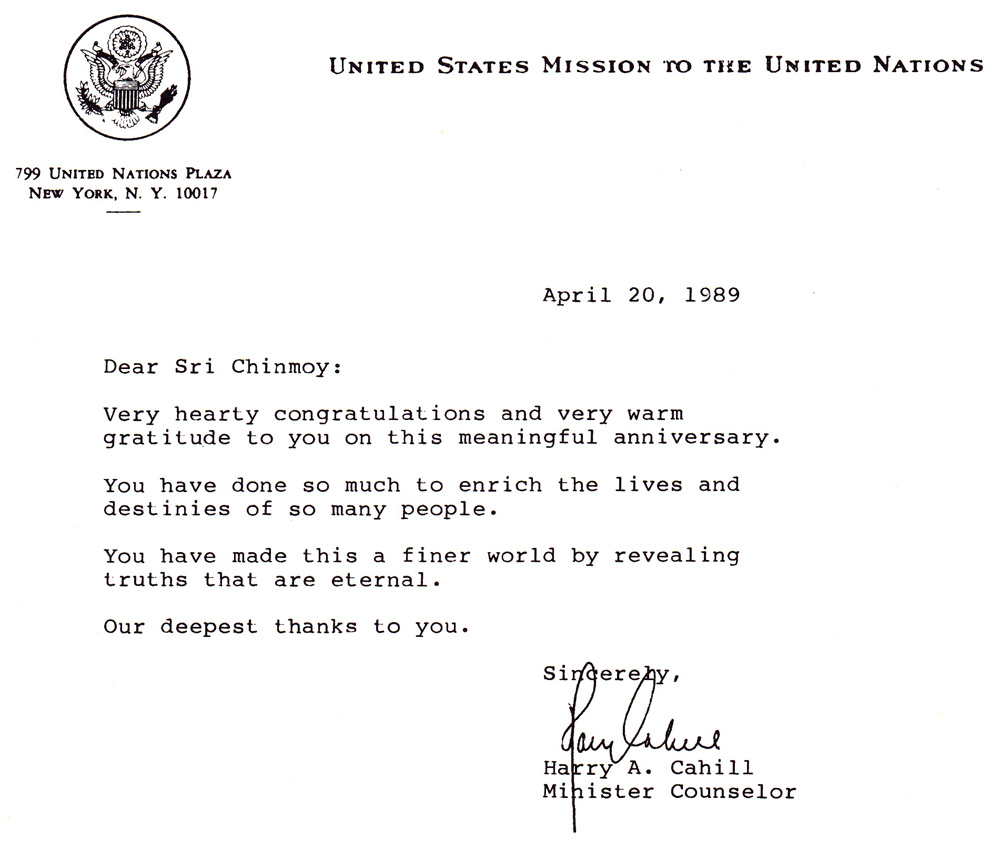 UNITED STATES MISSION TO THE UNITED NATIONS
799 UNITED NATIONS PLAZA
NEW YORK, N. Y. 10017
April 20, 1989
Dear Sri Chinmoy:
Very hearty congratulations and very warm
gratitude to you on this meaningful anniversary.
You have done so much to enrich the lives and
destinies of so many people.
You have made this a finer world by revealing
truths that are eternal.
Our deepest thanks to you.
Sincerely,
Harry Cahill
Harry A. Cahill
Minister Counselor